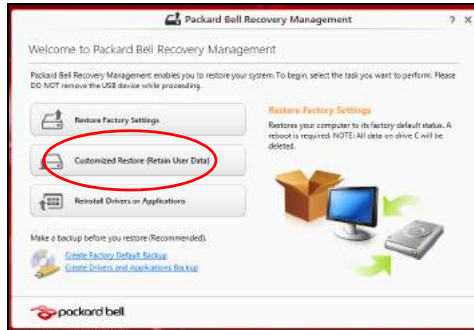 Packard Bell Recovery Management
? X
Welcome to Packard Bell Recovery Management
Packard Bell Recovery Management enables you to restore your system. To begin, select the task you want to perform. Please
DO NOT remove the USB device while proceeding.
Restore Factory Settings
Customized Restore (Retain User Data)
Reinstall Drivers or Applications
Restore Factory Settings
Restores your computer to its factory default status. A
reboot is required. NOTE: All data on drive C will be
deleted.
Make a backup before you restore (Recommended).
Create Factory Default Backup
Create Drivers and Applications Backup
packard bell